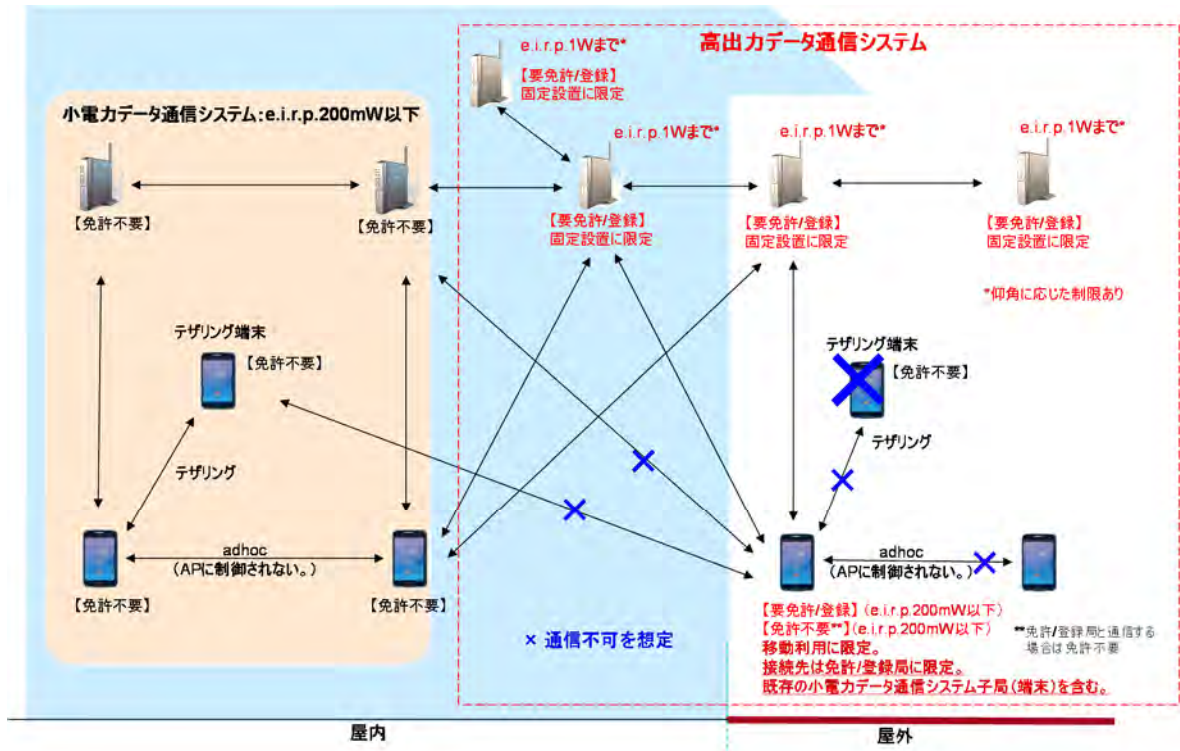 高出力データ通信システム
e.i.r.p.1Wまで*
【要免許/登録】
固定設置に限定
小電力データ通信システム:e.i.r.p.200mW以下
e.i.r.p.1Wまで*
e.i.r.p.1Wまで*
e.i.r.p.1Wまで*
【免許不要】
【免許不要】
【要免許/登録】
固定設置に限定
【要免許/登録】
固定設置に限定
【要免許/登録】
固定設置に限定
*仰角に応じた制限あり
テザリング端末
【免許不要】
テザリング端末
【免許不要】
テザリング
テザリング
adhoc
(APに制御されない。)
adhoc
(APに制御されない。)
【免許不要】
【免許不要】
× 通信不可を想定
【要免許/登録】(e.i.r.p.200mW以下)
【免許不要**】(e.i.r.p.200mW以下)
移動利用に限定。
接続先は免許/登録局に限定。
既存の小電力データ通信システム子局(端末)を含む。
**免許/登録局と通信する
場合は免許不要
屋内
屋外